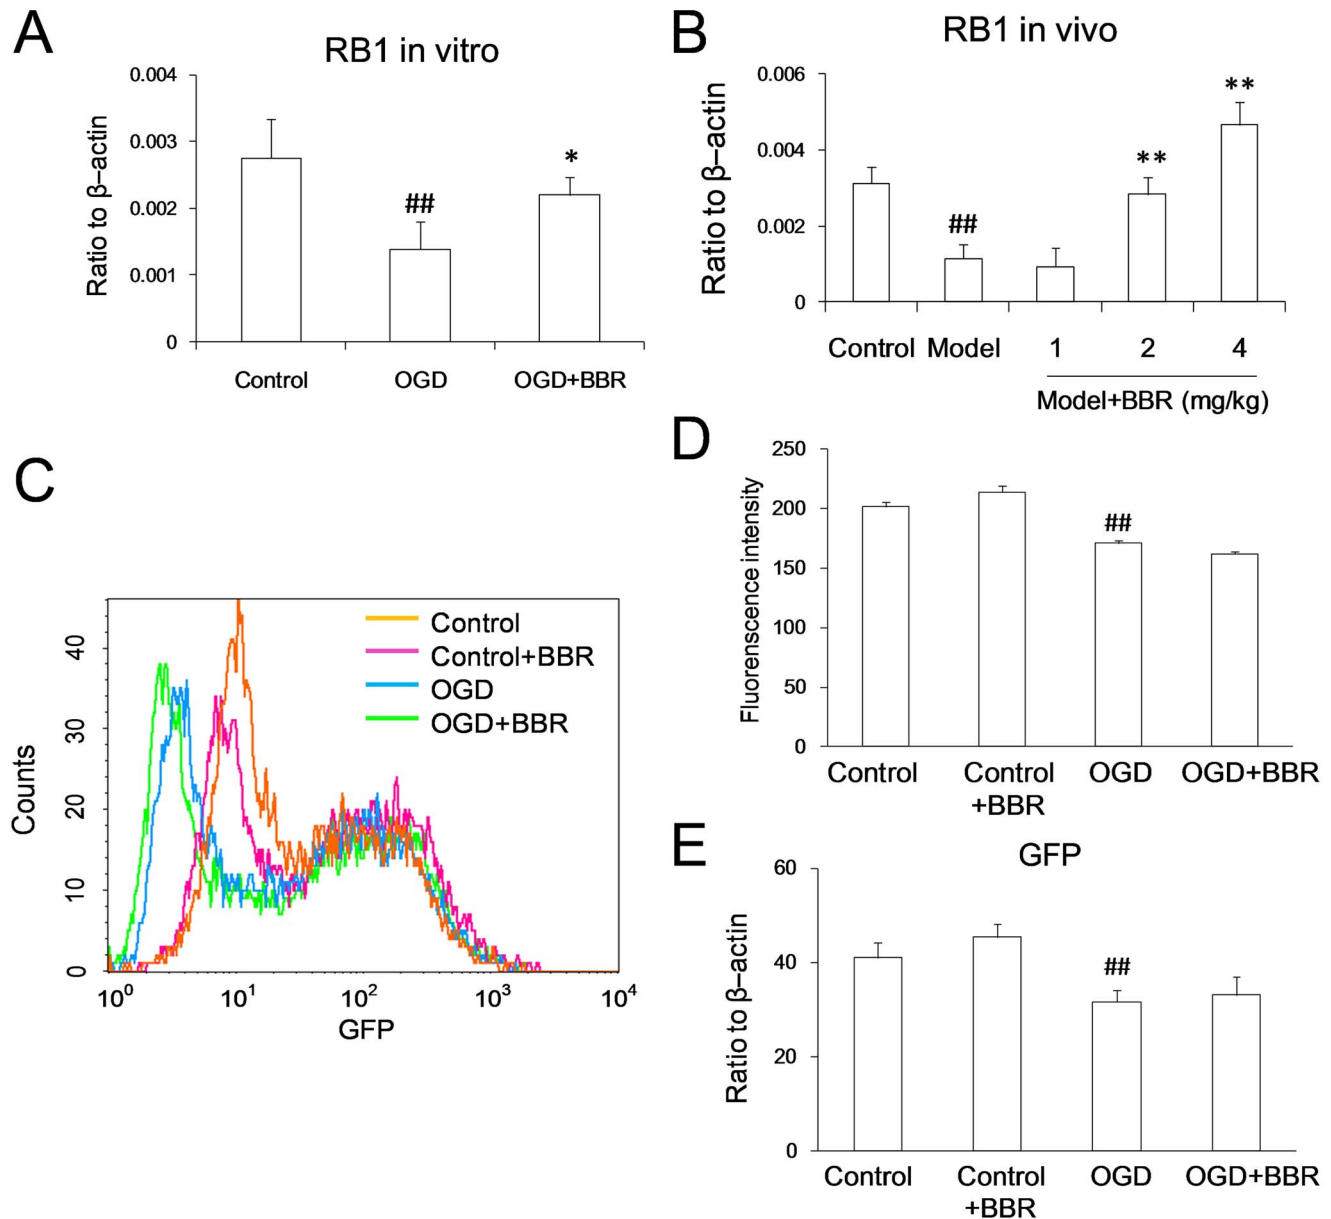 A
RB1 in vitro
Ratio to β–actin
0.004
0.003
0.002
0.001
0
##
*
Control
OGD
OGD+BBR
B
RB1 in vivo
Ratio to β–actin
0.006
0.004
0.002
0
##
**
**
Control
Model
1
2
4
Model+BBR (mg/kg)
C
Counts
40
30
20
10
0
Control
Control+BBR
OGD
OGD+BBR
10⁰
10¹
10²
10³
10⁴
GFP
D
Fluorenscence intensity
250
200
150
100
50
0
##
Control
Control
+BBR
OGD
OGD+BBR
E
GFP
Ratio to β–actin
60
40
20
0
##
Control
Control
+BBR
OGD
OGD+BBR